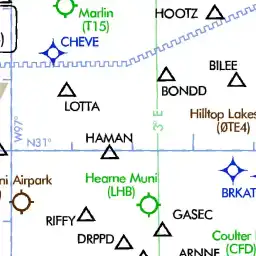 HOOTZ
Marlin
(T15)
CHEVE
BILEE
BONDD
LOTTA
Hilltop Lakes
(ØTE4)
W97°
N31°
HAMAN
Hearne Muni
(LHB)
BRKAT
ni Airpark
RIFFY
GASEC
DRPPD
Coulter
(CFD)
ARNNE